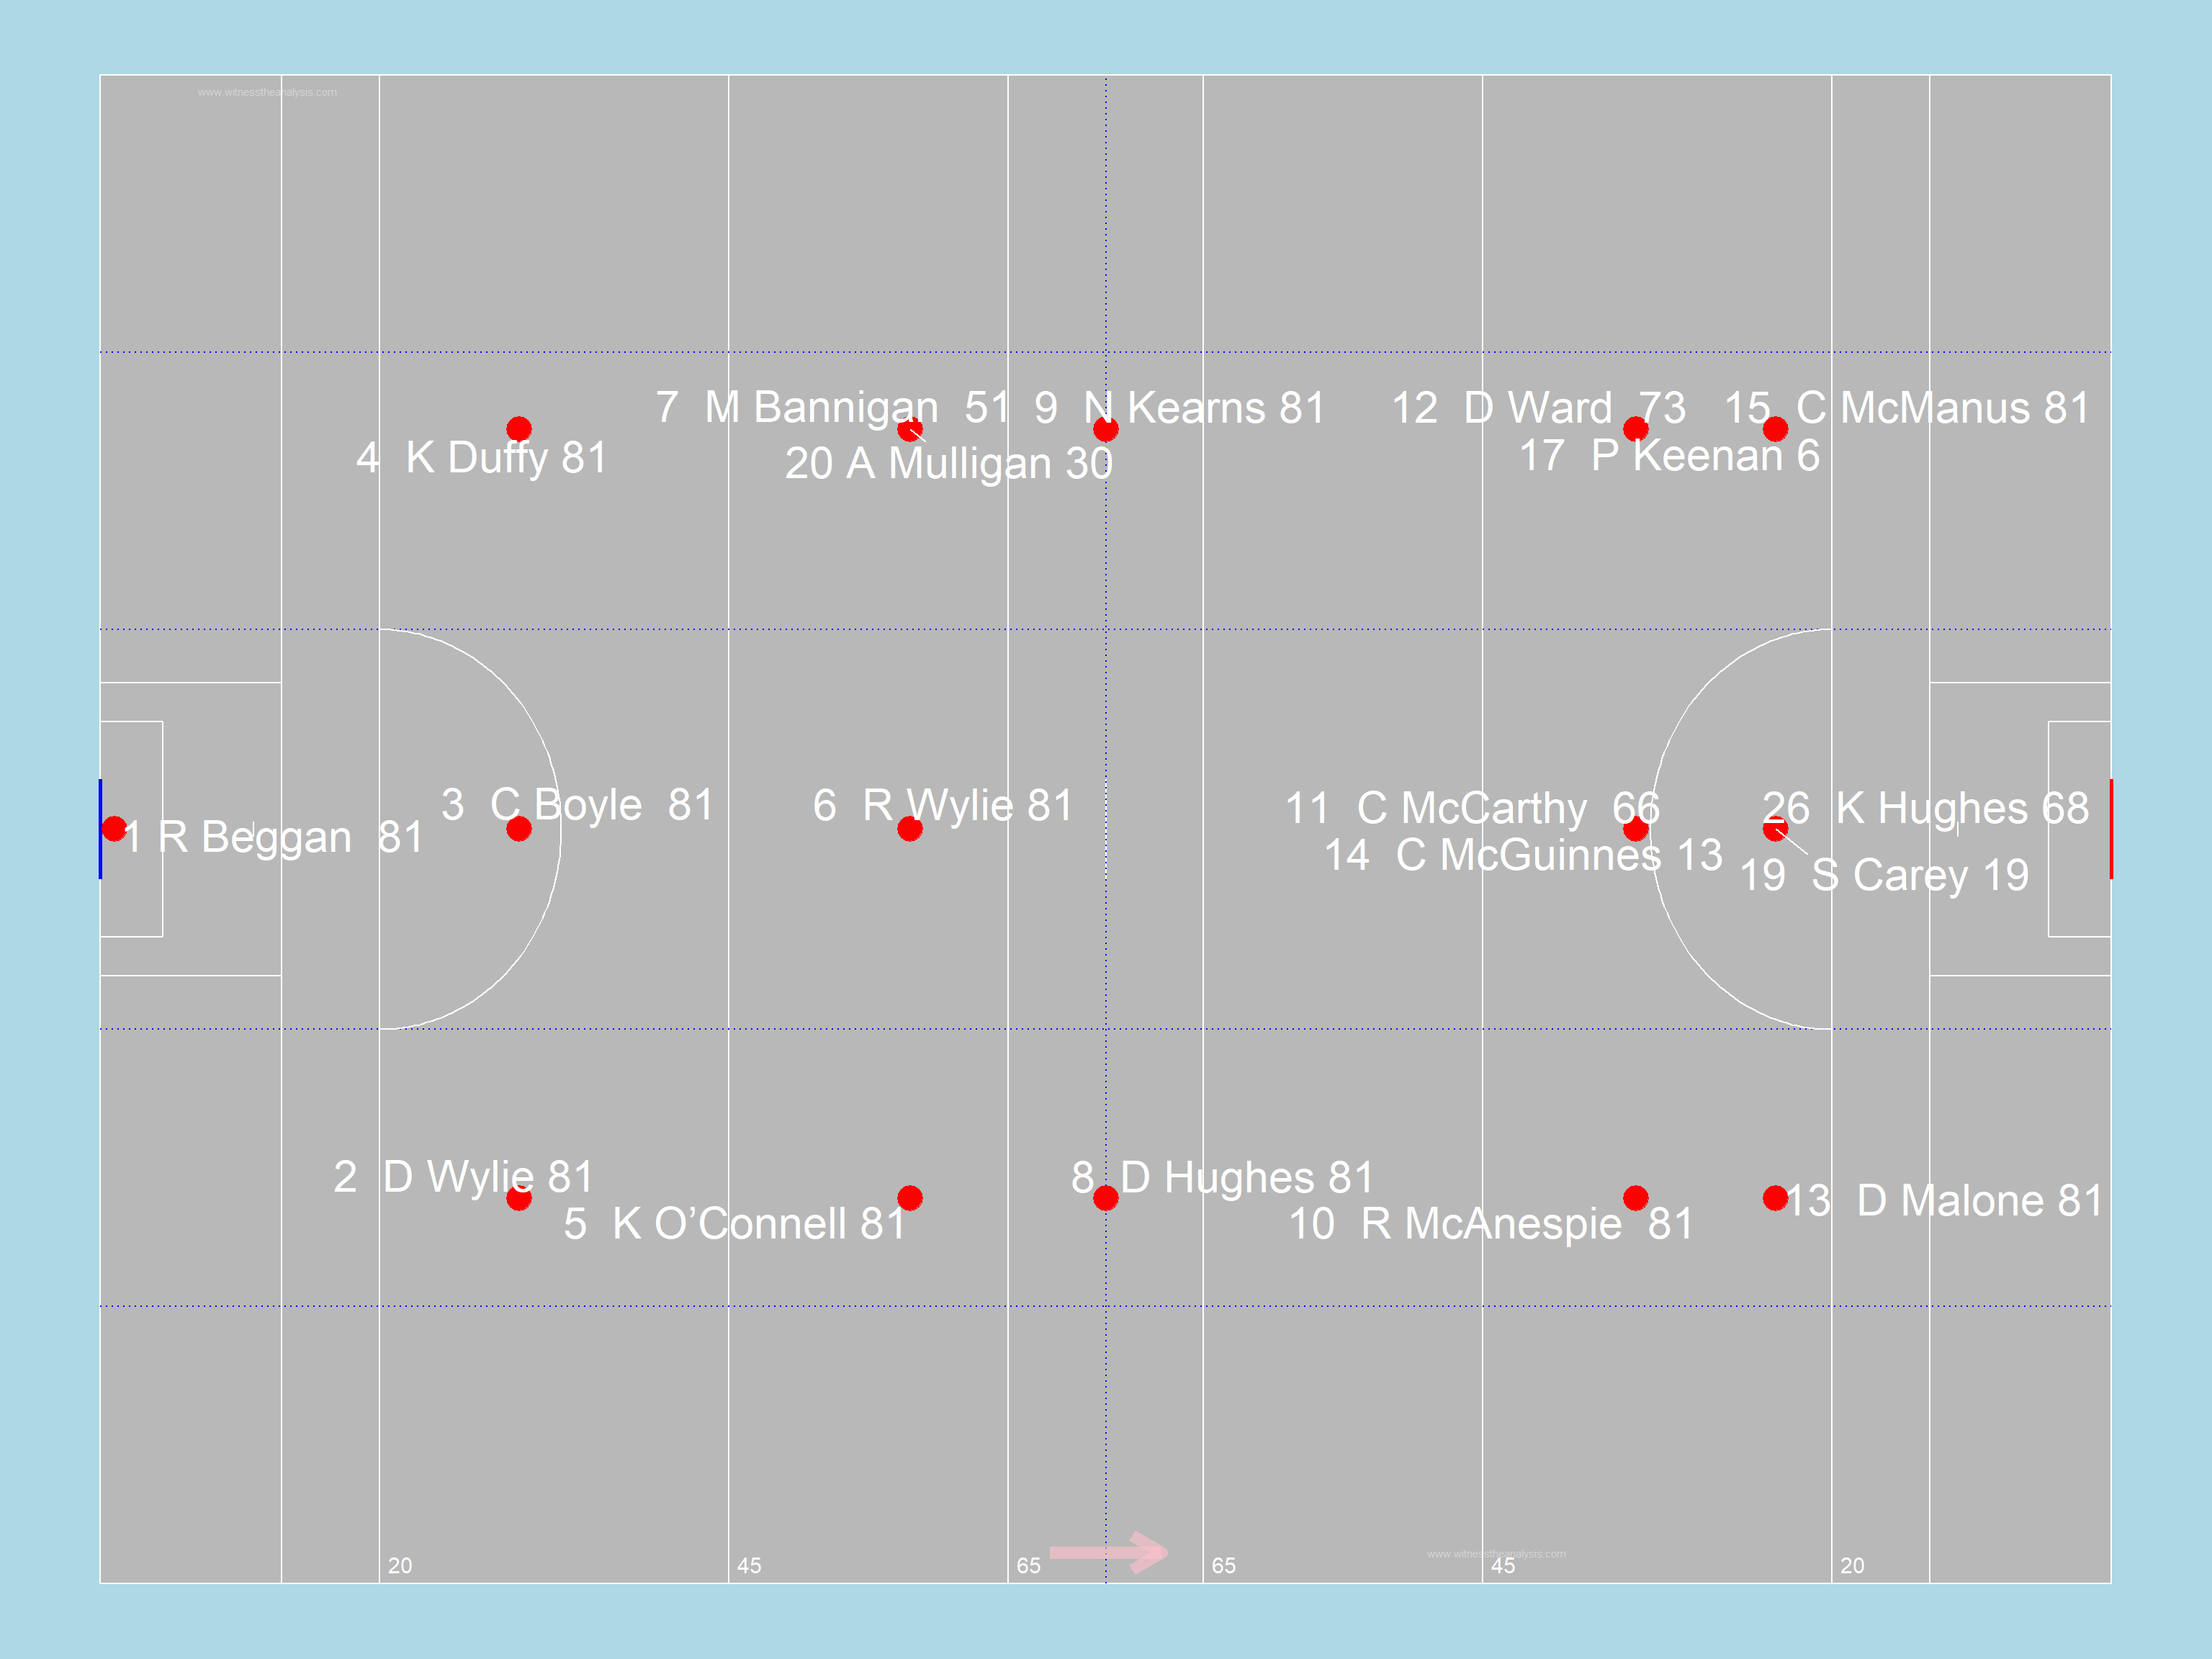 www.witnesstheanalysis.com
7 M Bannigan 51
9 N Kearns 81
12 D Ward 73
15 C McManus 81
4 K Duffy 81
20 A Mulligan 30
17 P Keenan 6
3 C Boyle 81
6 R Wylie 81
11 C McCarthy 66
26 K Hughes 68
1 R Beggan 81
14 C McGuinnes 13
19 S Carey 19
2 D Wylie 81
8 D Hughes 81
13 D Malone 81
5 K O’Connell 81
10 R McAnespie 81
www.witnesstheanalysis.com
20 45 65 65 45 20